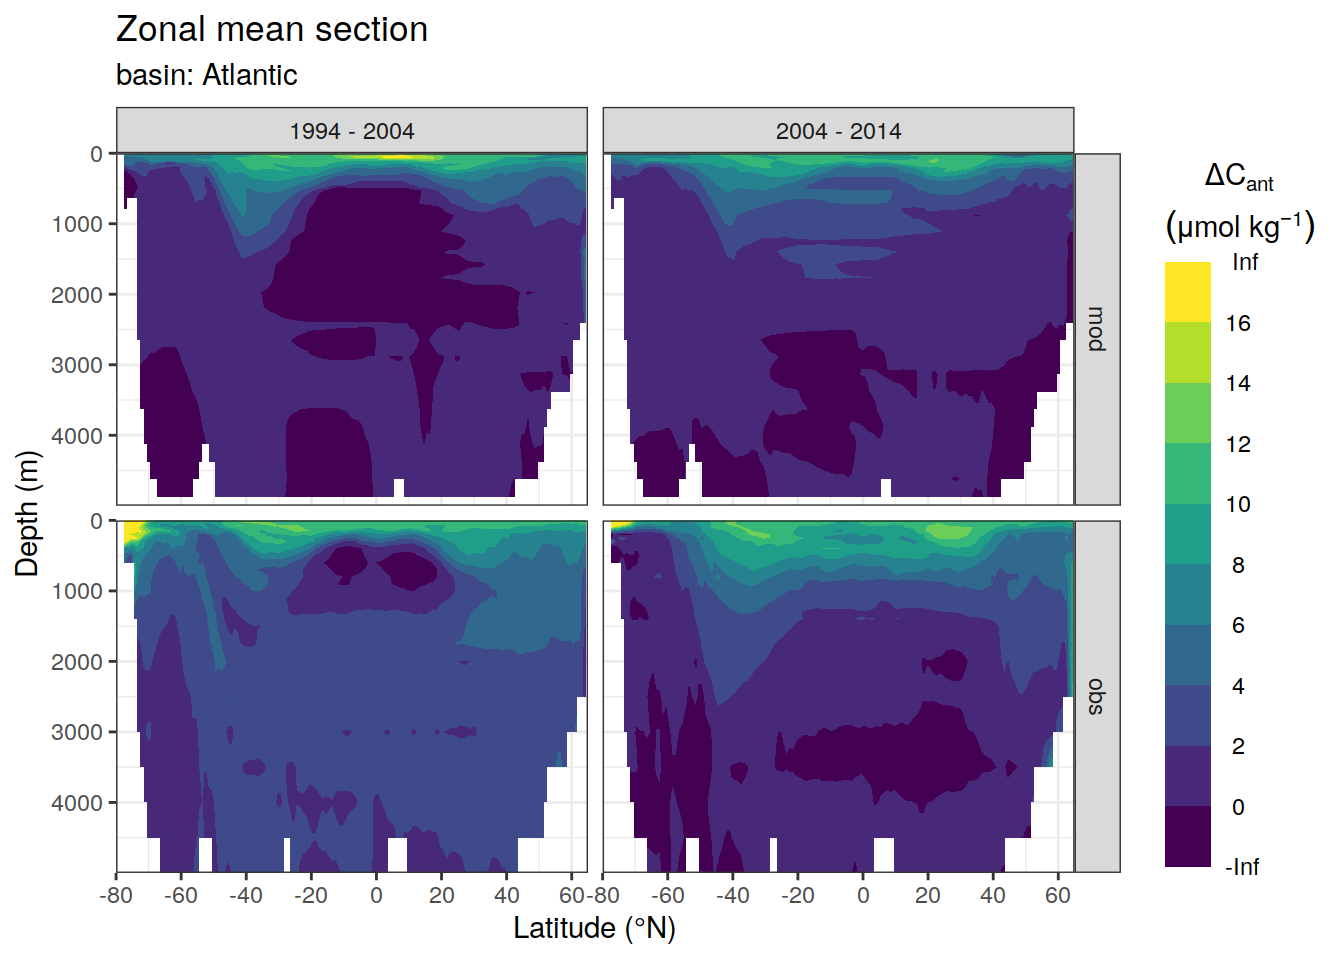 Zonal mean section
basin: Atlantic
1994 - 2004
2004 - 2014
0
1000
2000
3000
4000
mod
0
1000
2000
3000
4000
obs
-80 -60 -40 -20 0 20 40 60
-80 -60 -40 -20 0 20 40 60
Latitude (°N)
Depth (m)
ΔCant
(μmol kg⁻¹)
Inf
16
14
12
10
8
6
4
2
0
-Inf